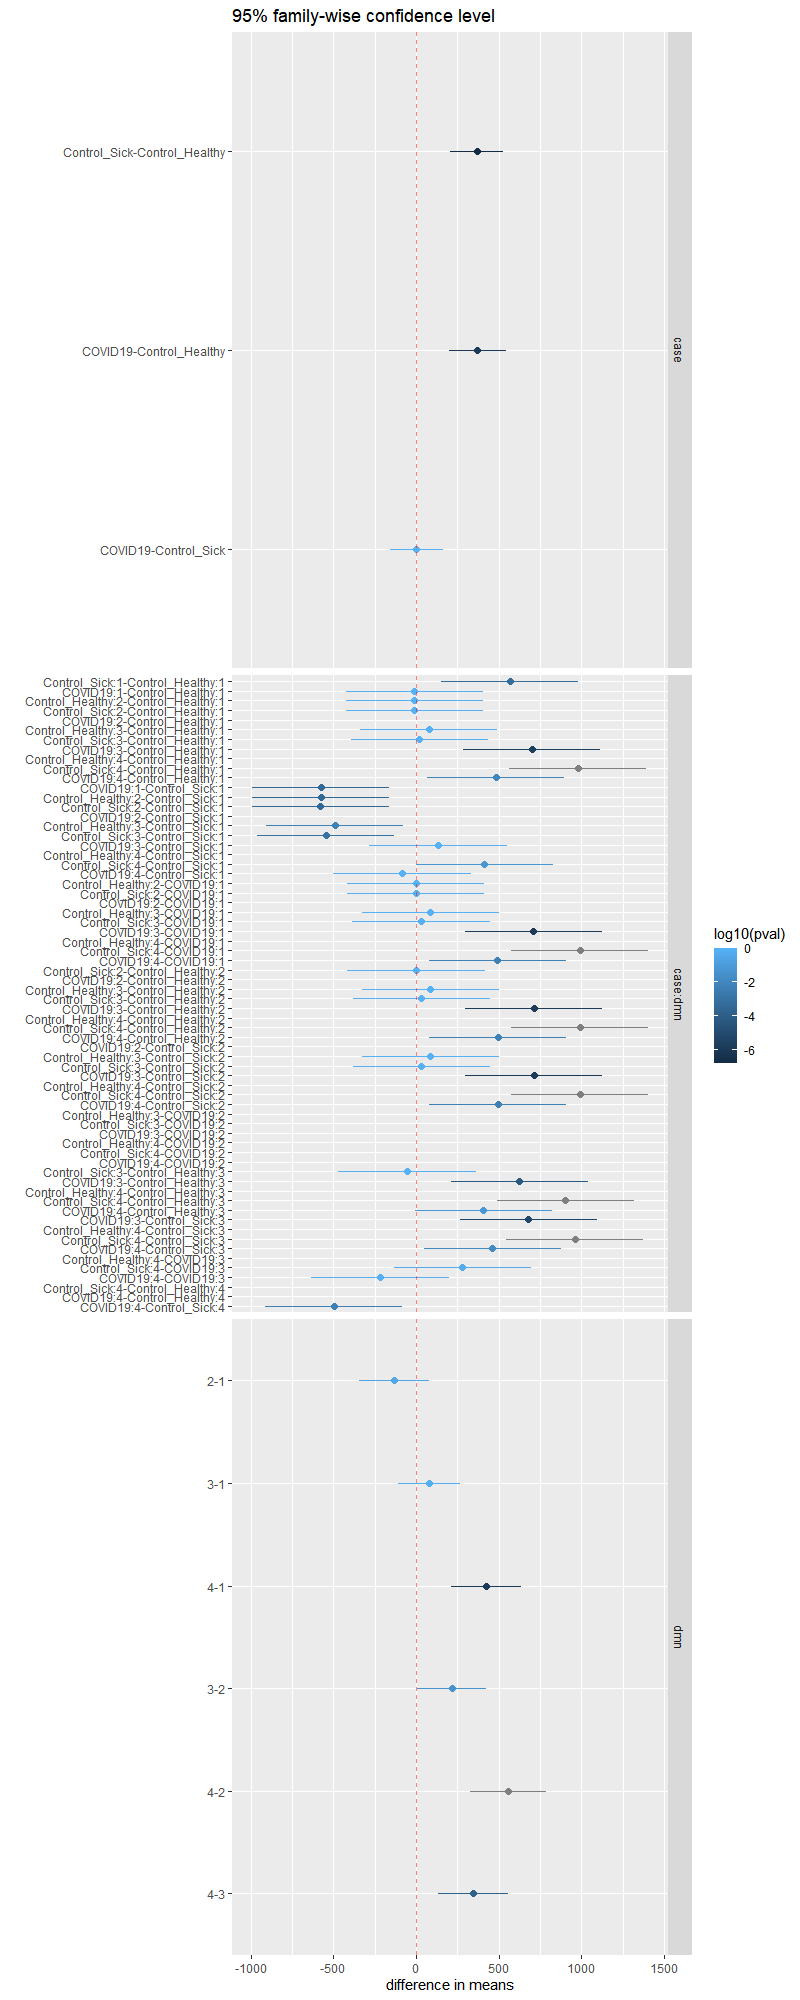 95% family-wise confidence level
Control_Sick-Control_Healthy
COVID19-Control_Healthy
COVID19-Control_Sick
case
Control_Sick:1-Control_Healthy:1
COVID19:1-Control_Healthy:1
Control_Healthy:2-Control_Healthy:1
Control_Sick:2-Control_Healthy:1
COVID19:2-Control_Healthy:1
Control_Healthy:3-Control_Healthy:1
Control_Sick:3-Control_Healthy:1
COVID19:3-Control_Healthy:1
Control_Healthy:4-Control_Healthy:1
Control_Sick:4-Control_Healthy:1
COVID19:4-Control_Healthy:1
COVID19:1-Control_Sick:1
Control_Healthy:2-Control_Sick:1
Control_Sick:2-Control_Sick:1
COVID19:2-Control_Sick:1
Control_Healthy:3-Control_Sick:1
Control_Sick:3-Control_Sick:1
COVID19:3-Control_Sick:1
Control_Healthy:4-Control_Sick:1
Control_Sick:4-Control_Sick:1
COVID19:4-Control_Sick:1
Control_Healthy:2-COVID19:1
Control_Sick:2-COVID19:1
COVID19:2-COVID19:1
Control_Healthy:3-COVID19:1
Control_Sick:3-COVID19:1
COVID19:3-COVID19:1
Control_Healthy:4-COVID19:1
Control_Sick:4-COVID19:1
COVID19:4-COVID19:1
Control_Sick:2-Control_Healthy:2
COVID19:2-Control_Healthy:2
Control_Healthy:3-Control_Healthy:2
Control_Sick:3-Control_Healthy:2
COVID19:3-Control_Healthy:2
Control_Healthy:4-Control_Healthy:2
Control_Sick:4-Control_Healthy:2
COVID19:4-Control_Healthy:2
COVID19:2-Control_Sick:2
Control_Healthy:3-Control_Sick:2
Control_Sick:3-Control_Sick:2
COVID19:3-Control_Sick:2
Control_Healthy:4-Control_Sick:2
Control_Sick:4-Control_Sick:2
COVID19:4-Control_Sick:2
Control_Healthy:3-COVID19:2
Control_Sick:3-COVID19:2
COVID19:3-COVID19:2
Control_Healthy:4-COVID19:2
Control_Sick:4-COVID19:2
COVID19:4-COVID19:2
Control_Sick:3-Control_Healthy:3
COVID19:3-Control_Healthy:3
Control_Healthy:4-Control_Healthy:3
Control_Sick:4-Control_Healthy:3
COVID19:4-Control_Healthy:3
COVID19:3-Control_Sick:3
Control_Healthy:4-Control_Sick:3
Control_Sick:4-Control_Sick:3
COVID19:4-Control_Sick:3
Control_Healthy:4-COVID19:3
Control_Sick:4-COVID19:3
COVID19:4-COVID19:3
Control_Sick:4-Control_Healthy:4
COVID19:4-Control_Healthy:4
COVID19:4-Control_Sick:4
case:dmn
2-1
3-1
4-1
3-2
4-2
4-3
dmn
-1000 -500 0 500 1000 1500
difference in means
log10(pval)
0
-2
-4
-6